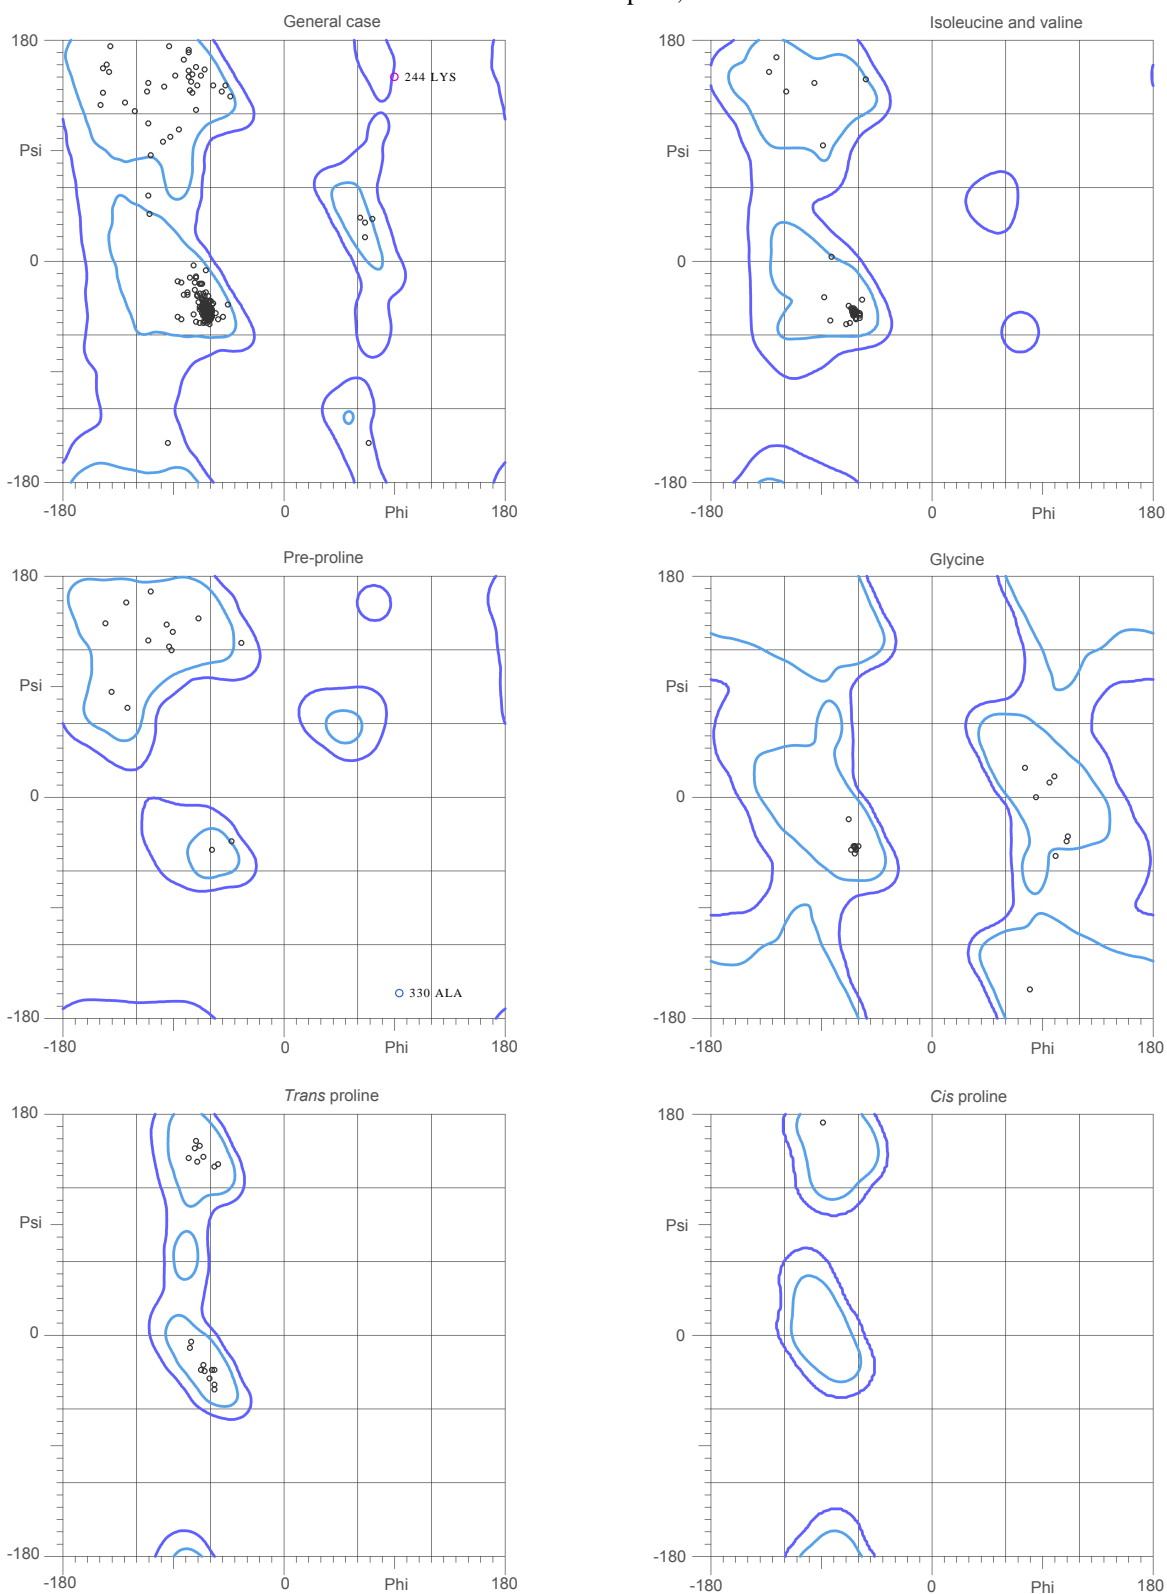 General case
Isoleucine and valine
180
244 LYS
Psi
0
-180
-180
0
Phi
180
180
Psi
0
-180
-180
0
Phi
180
Pre-proline
Glycine
180
Psi
0
330 ALA
-180
-180
0
Phi
180
180
Psi
0
-180
-180
0
Phi
180
Trans proline
Cis proline
180
Psi
0
-180
-180
0
Phi
180
180
Psi
0
-180
-180
0
Phi
180